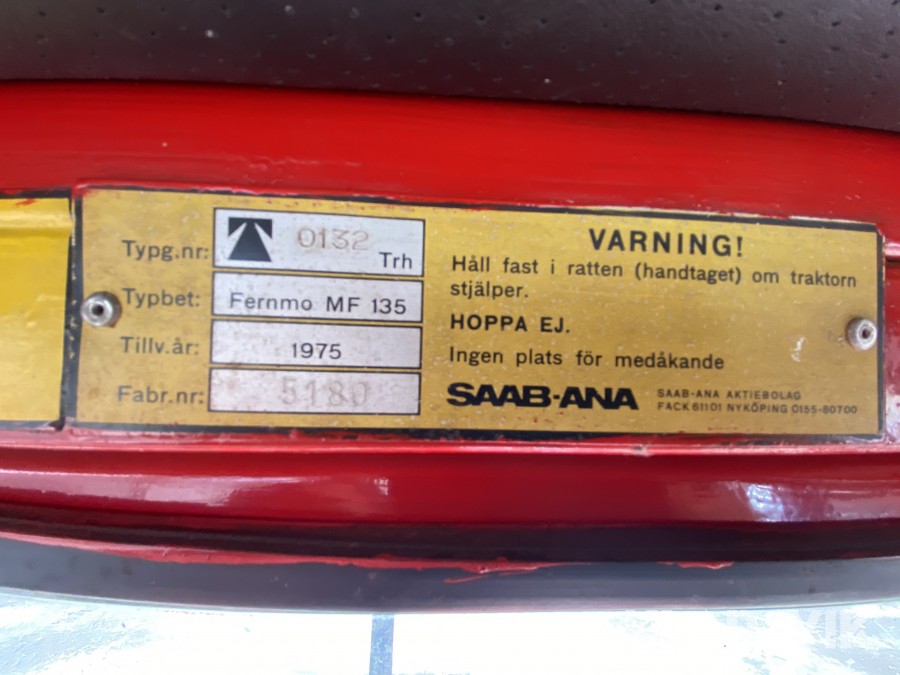 Typg.nr: 0132 Trh
Typbet: Fernmo MF 135
Tillv.år: 1975
Fabr.nr: 5180
VARNING!
Håll fast i ratten (handtaget) om traktorn
stjälper.
HOPPA EJ.
Ingen plats för medåkande
SAAB-ANA
SAAB-ANA AKTIEBOLAG
FACK 61101 NYKÖPING 0155-80700